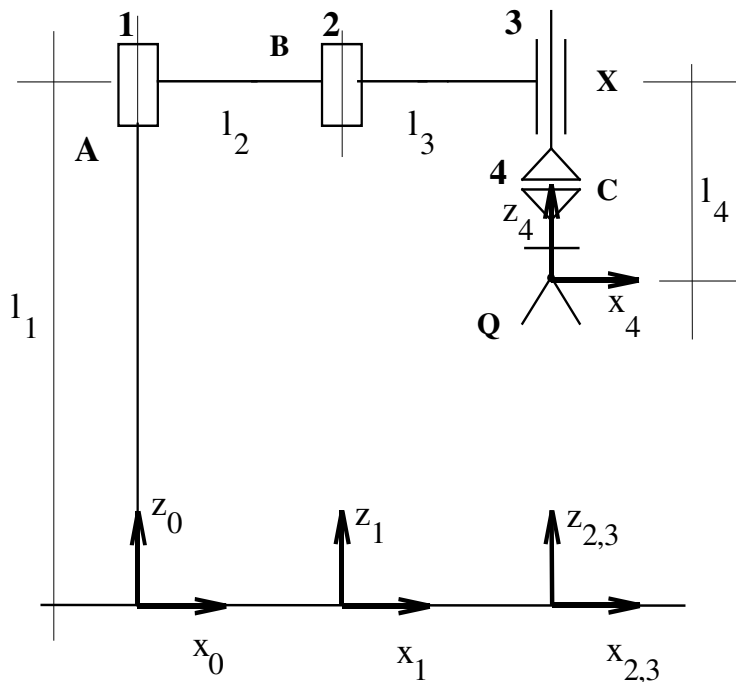 1 B 2 3
X
A l₂ l₃
4 C
z₄ l₄
l₁ x₄
Q
z₀ z₁ z₂,₃
x₀ x₁ x₂,₃